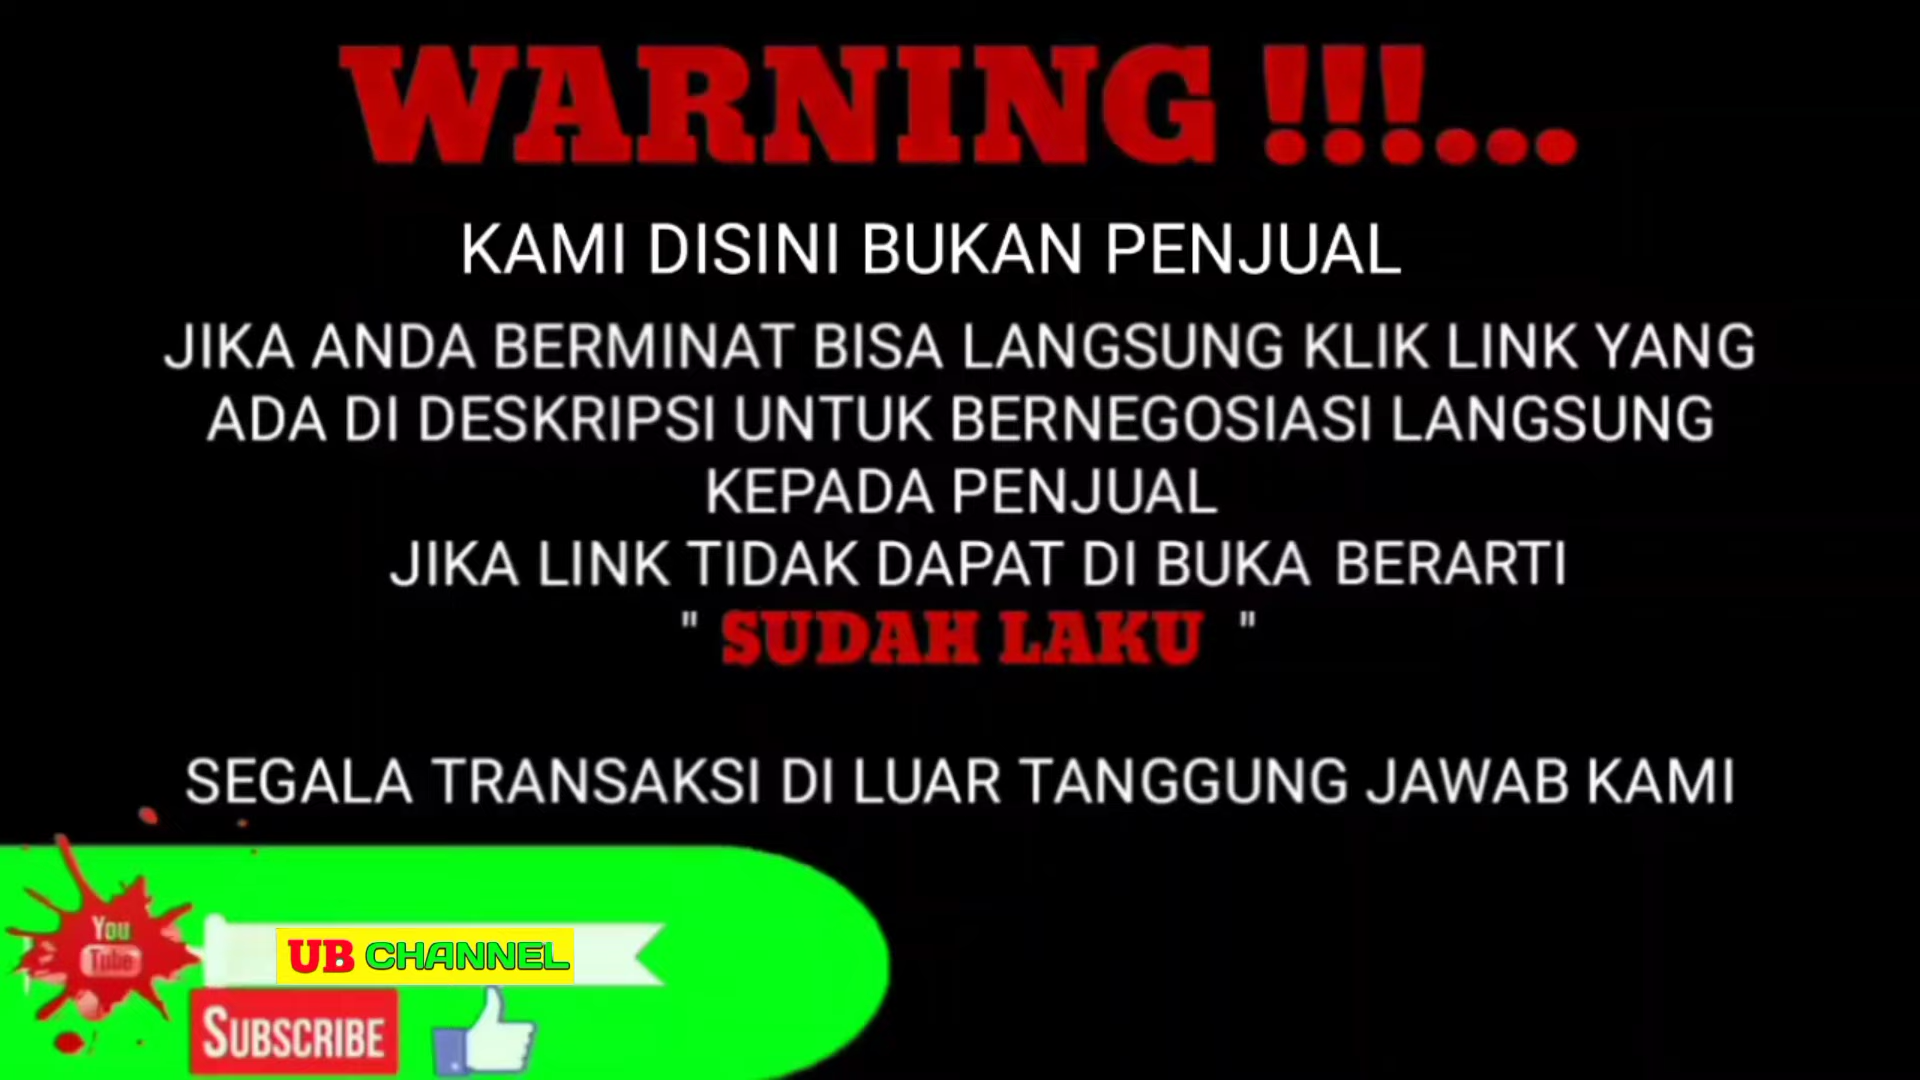 WARNING !!!...
KAMI DISINI BUKAN PENJUAL
JIKA ANDA BERMINAT BISA LANGSUNG KLIK LINK YANG
ADA DI DESKRIPSI UNTUK BERNEGOSIASI LANGSUNG
KEPADA PENJUAL
JIKA LINK TIDAK DAPAT DI BUKA BERARTI
" SUDAH LAKU "
SEGALA TRANSAKSI DI LUAR TANGGUNG JAWAB KAMI
You
Tube
UB CHANNEL
SUBSCRIBE